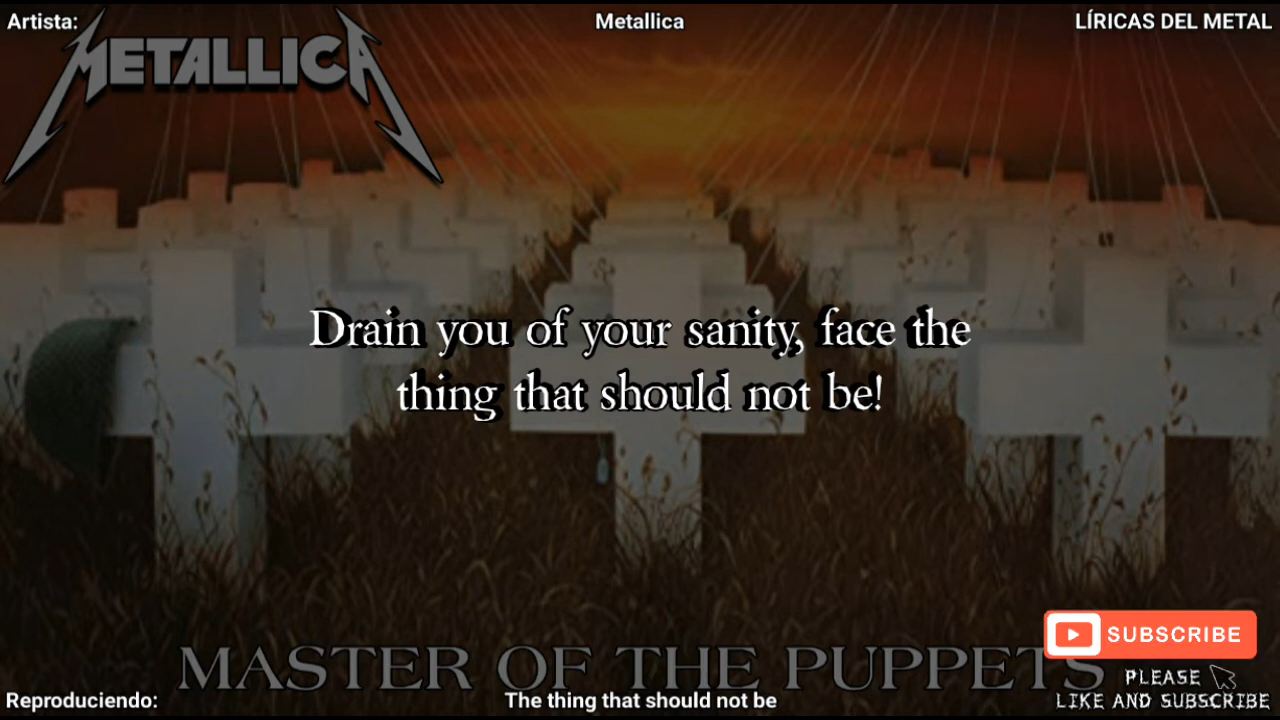 Artista:
Metallica
LÍRICAS DEL METAL
METALLICA
Drain you of your sanity, face the
thing that should not be!
SUBSCRIBE
MASTER OF THE PUPPETS
PLEASE
LIKE AND SUBSCRIBE
Reproduciendo:
The thing that should not be